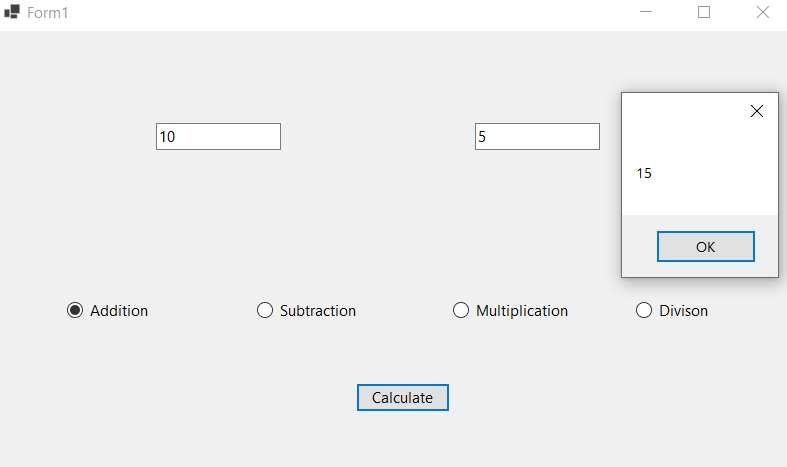 Form1
10
5
15
OK
Addition
Subtraction
Multiplication
Divison
Calculate